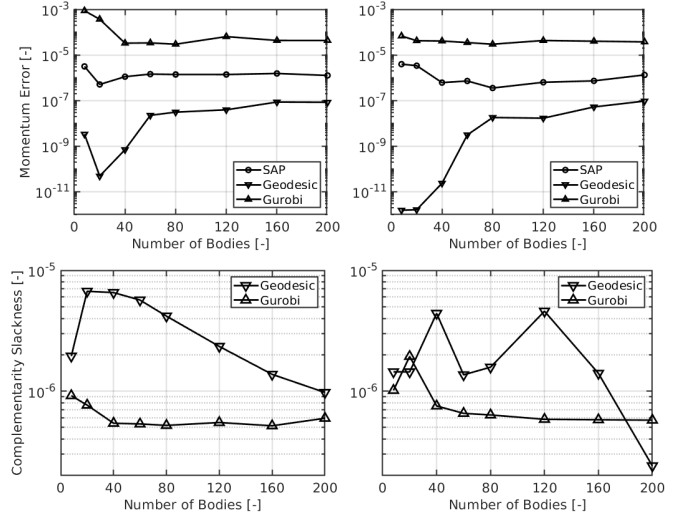 Momentum Error [-]
10-3
10-5
10-7
10-9
10-11
SAP
Geodesic
Gurobi
0 40 80 120 160 200
Number of Bodies [-]
10-3
10-5
10-7
10-9
10-11
SAP
Geodesic
Gurobi
0 40 80 120 160 200
Number of Bodies [-]
Complementarity Slackness [-]
10-5
10-6
Geodesic
Gurobi
0 40 80 120 160 200
Number of Bodies [-]
10-5
10-6
Geodesic
Gurobi
0 40 80 120 160 200
Number of Bodies [-]